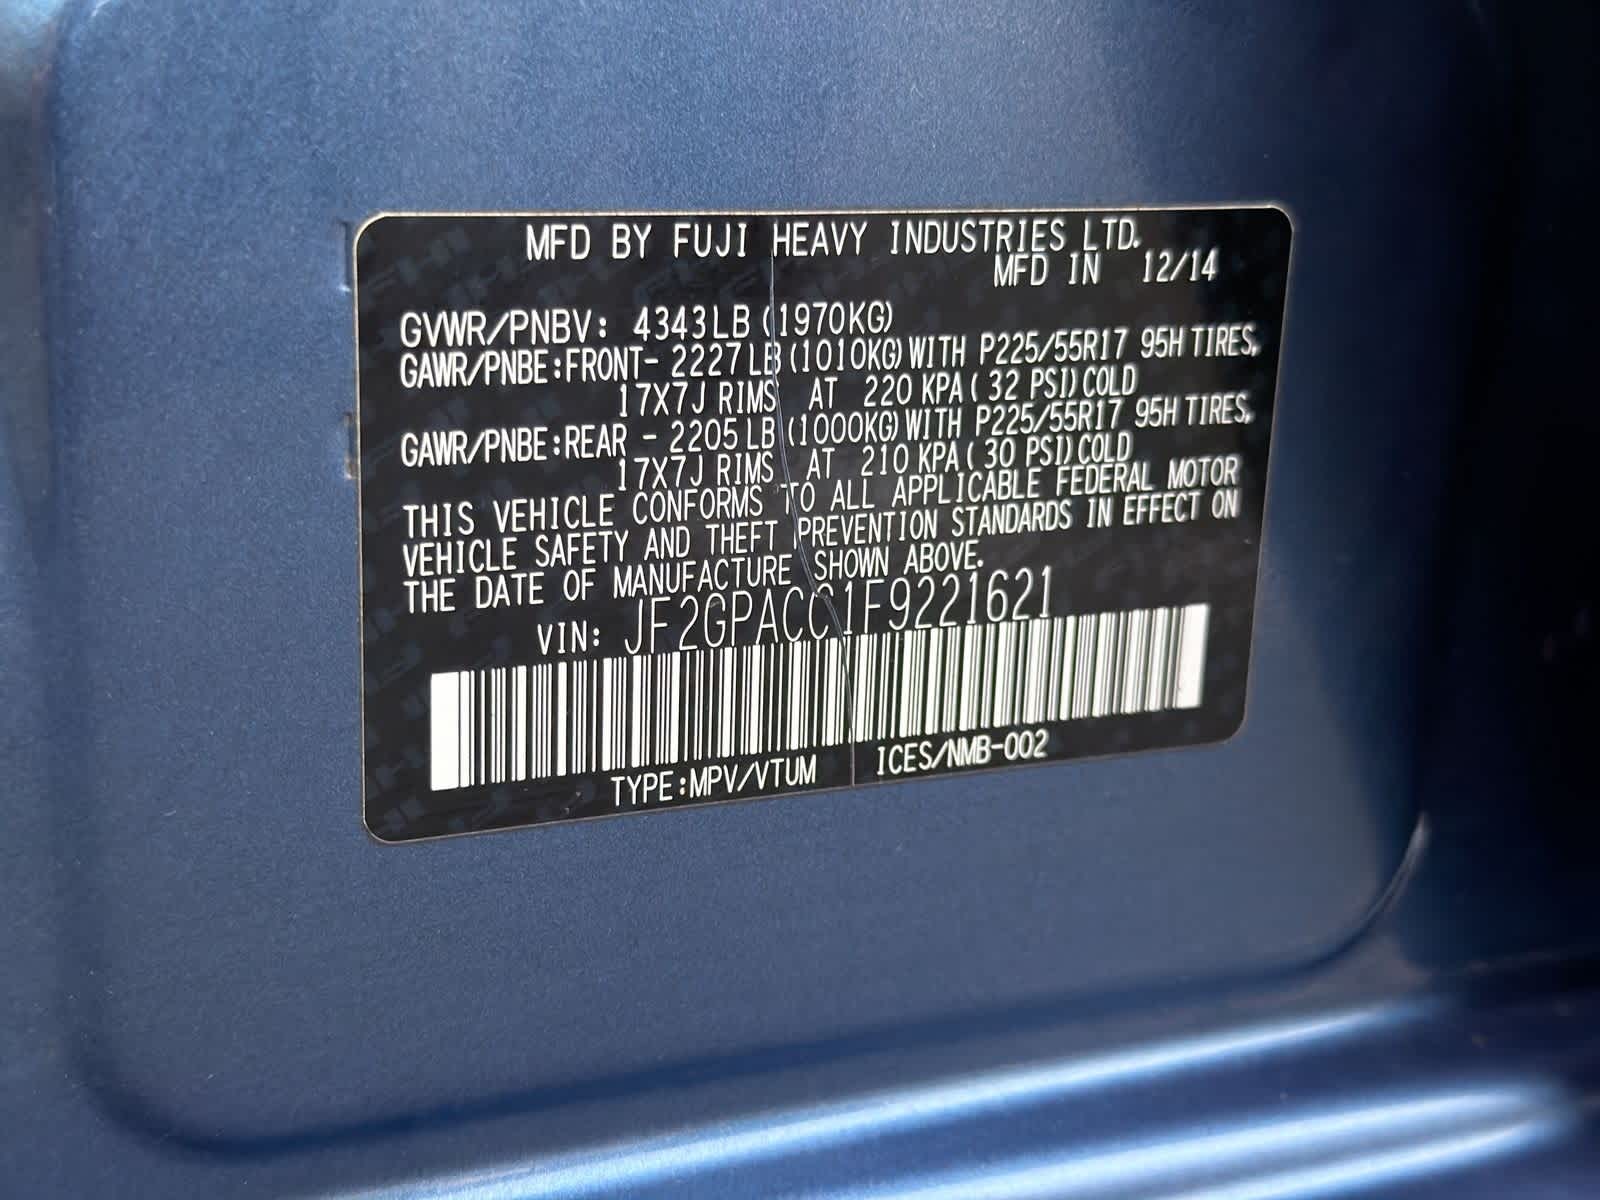 MFD BY FUJI HEAVY INDUSTRIES LTD.
MFD IN 12/14
GVWR/PNBV: 4343LB (1970KG)
GAWR/PNBE:FRONT- 2227LB (1010KG) WITH P225/55R17 95H TIRES,
17X7J RIMS AT 220 KPA( 32 PSI) COLD
GAWR/PNBE:REAR - 2205LB (1000KG) WITH P225/55R17 95H TIRES,
17X7J RIMS AT 210 KPA( 30 PSI) COLD
THIS VEHICLE CONFORMS TO ALL APPLICABLE FEDERAL MOTOR
VEHICLE SAFETY AND THEFT PREVENTION STANDARDS IN EFFECT ON
THE DATE OF MANUFACTURE SHOWN ABOVE.
VIN: JF2GPACC1F9221621
TYPE:MPV/VTUM ICES/NMB-002